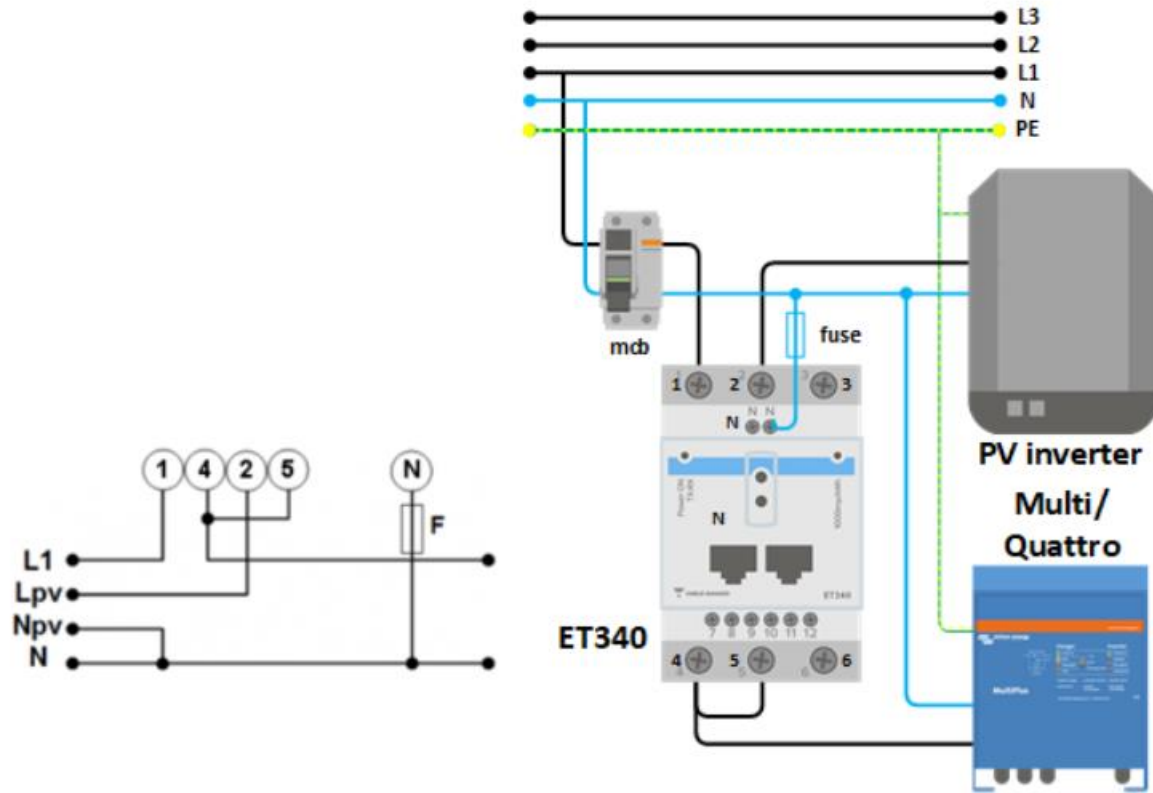 L3
L2
L1
N
PE
mcb
fuse
1 2 3
N N
N
PV inverter
Multi/
Quattro
N
ET340
7 8 9 10 11 12
ET340
4 5 6
MultiPlus
1 4 2 5 N
F
L1
Lpv
Npv
N